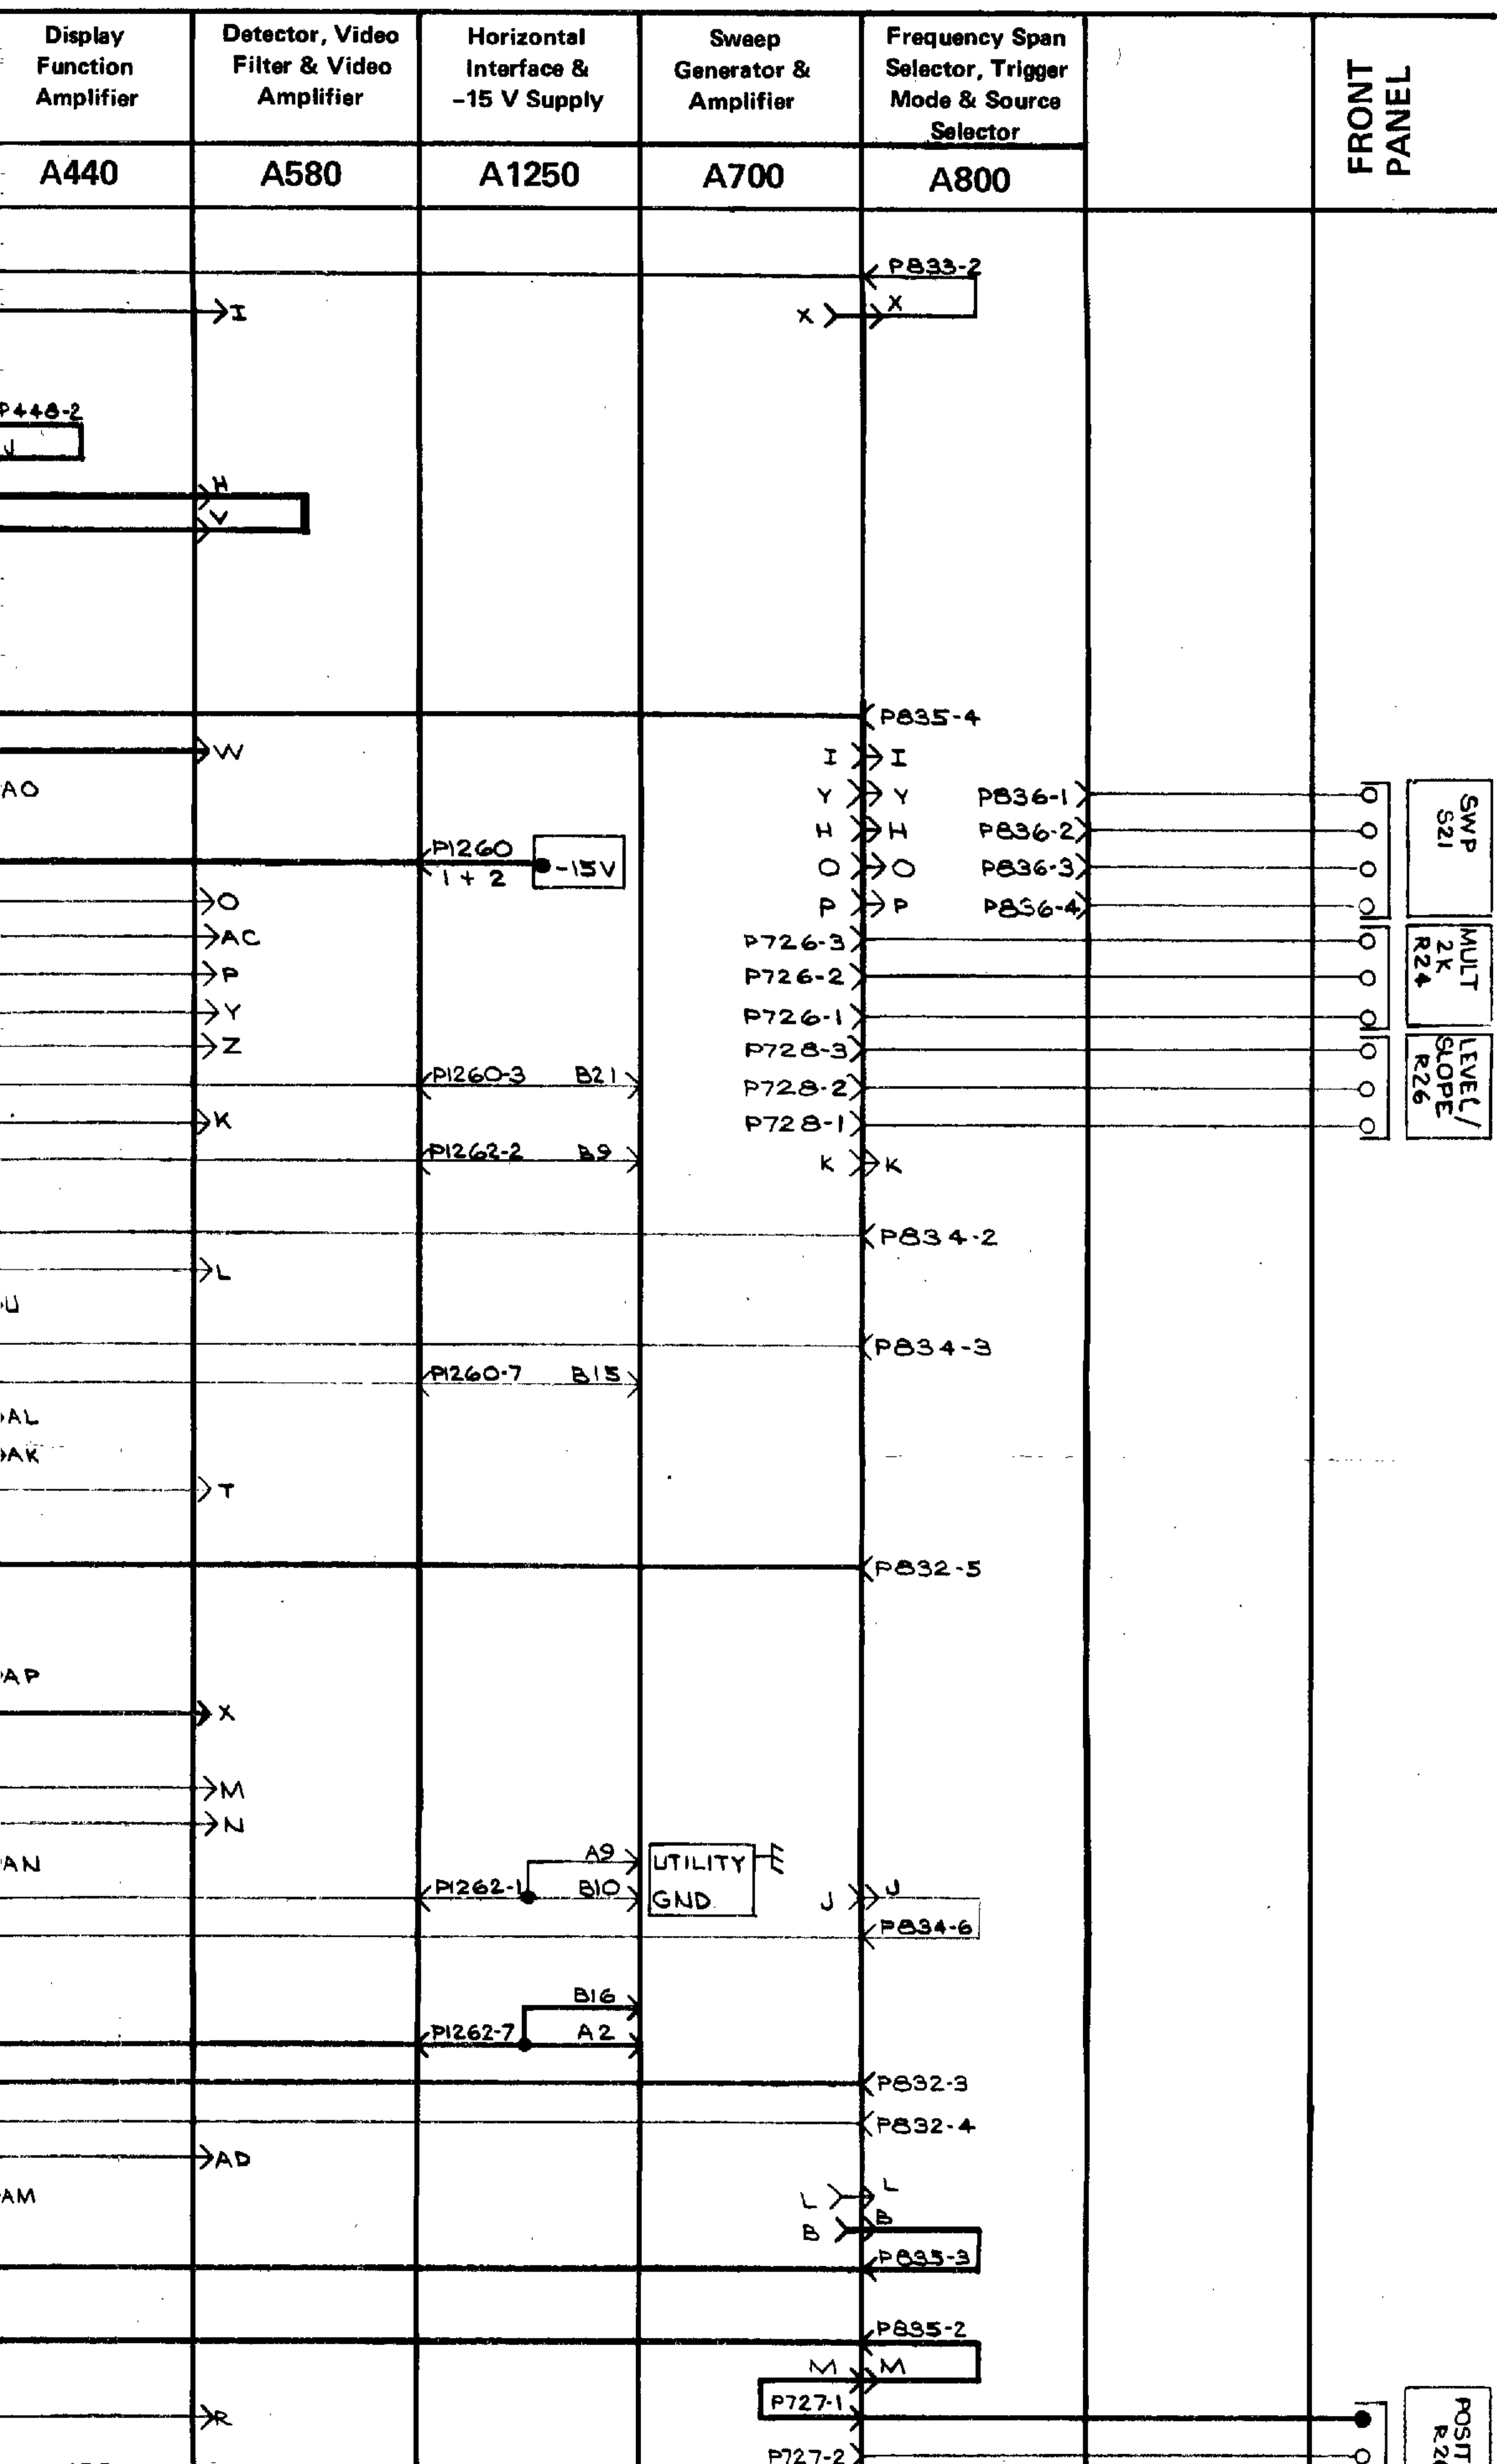 Display
Function
Amplifier
Detector, Video
Filter & Video
Amplifier
Horizontal
Interface &
-15 V Supply
Sweep
Generator &
Amplifier
Frequency Span
Selector, Trigger
Mode & Source
Selector
FRONT
PANEL
A440
A580
A1250
A700
A800
P833-2
I
X
X
P448-2
J
H
V
P835-4
W
I
I
AO
Y
Y
P836-1
H
H
P836-2
SWP
S21
P1260
1 + 2
-15V
O
O
P836-3
O
P
P
P836-4
AC
P726-3
P
P726-2
MULT
2K
R24
Y
P726-1
Z
P728-3
P1260-3
B21
P728-2
LEVEL/
SLOPE
R26
K
P728-1
P1262-2
B9
K
K
P834-2
L
U
P834-3
P1260-7
B15
AL
AK
T
P832-5
AP
X
M
N
AN
A9
UTILITY
GND
P1262-1
B10
J
J
P834-6
B16
P1262-7
A2
P832-3
P832-4
AD
AM
L
L
B
B
P835-3
P835-2
M
M
P727-1
R
P727-2